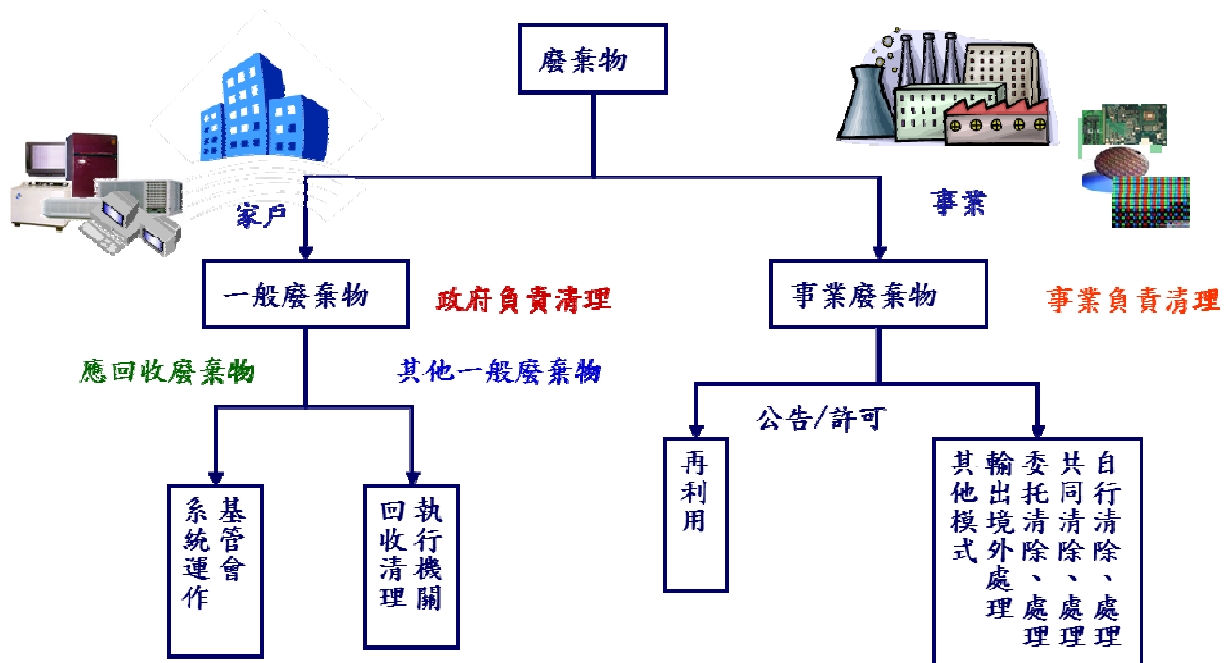 廢棄物
家戶
事業
一般廢棄物
政府負責清理
事業廢棄物
事業負責清理
應回收廢棄物
其他一般廢棄物
公告/許可
基管會
系統運作
執行機關
回收清理
再利用
自行清除、處理
共同清除、處理
委托清除、處理
輸出境外處理
其他模式